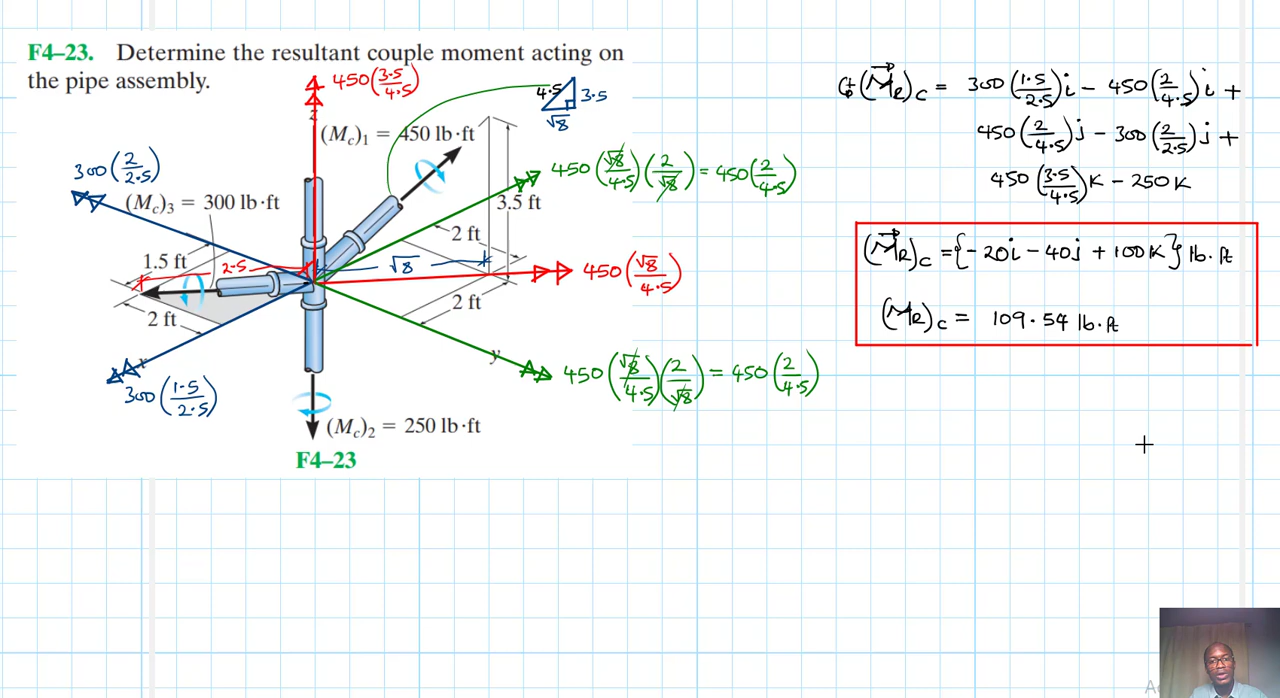 F4–23. Determine the resultant couple moment acting on
the pipe assembly.
450(3.5/4.5)
z
4.5
3.5
√8
(Mc)1 = 450 lb·ft
300(2/2.5)
450(√8/4.5)(2/√8) = 450(2/4.5)
(Mc)3 = 300 lb·ft
3.5 ft
2 ft
1.5 ft
2.5
√8
450(√8/4.5)
2 ft
2 ft
x
y
450(√8/4.5)(2/√8) = 450(2/4.5)
300(1.5/2.5)
(Mc)2 = 250 lb·ft
F4–23
(MR)C = 300(1.5/2.5)i - 450(2/4.5)i +
450(2/4.5)j - 300(2/2.5)j +
450(3.5/4.5)K - 250K
(MR)C = {-20i - 40j + 100K} lb.ft
(MR)C = 109.54 lb.ft